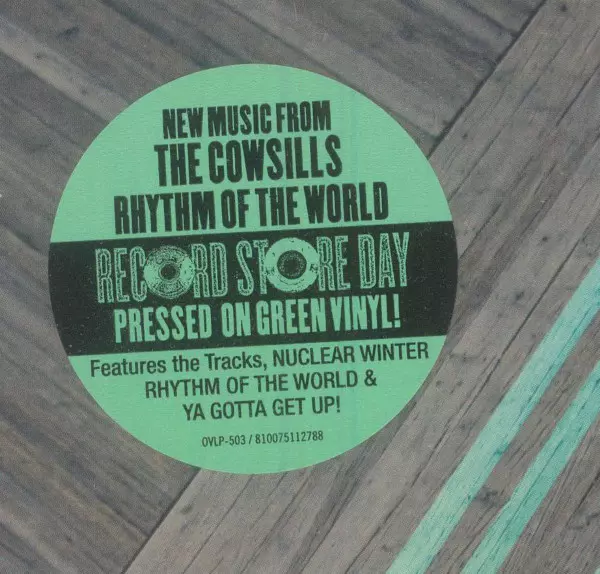 NEW MUSIC FROM
THE COWSILLS
RHYTHM OF THE WORLD
RECORD STORE DAY
PRESSED ON GREEN VINYL!
Features the Tracks, NUCLEAR WINTER
RHYTHM OF THE WORLD &
YA GOTTA GET UP!
OVLP-503 / 810075112788